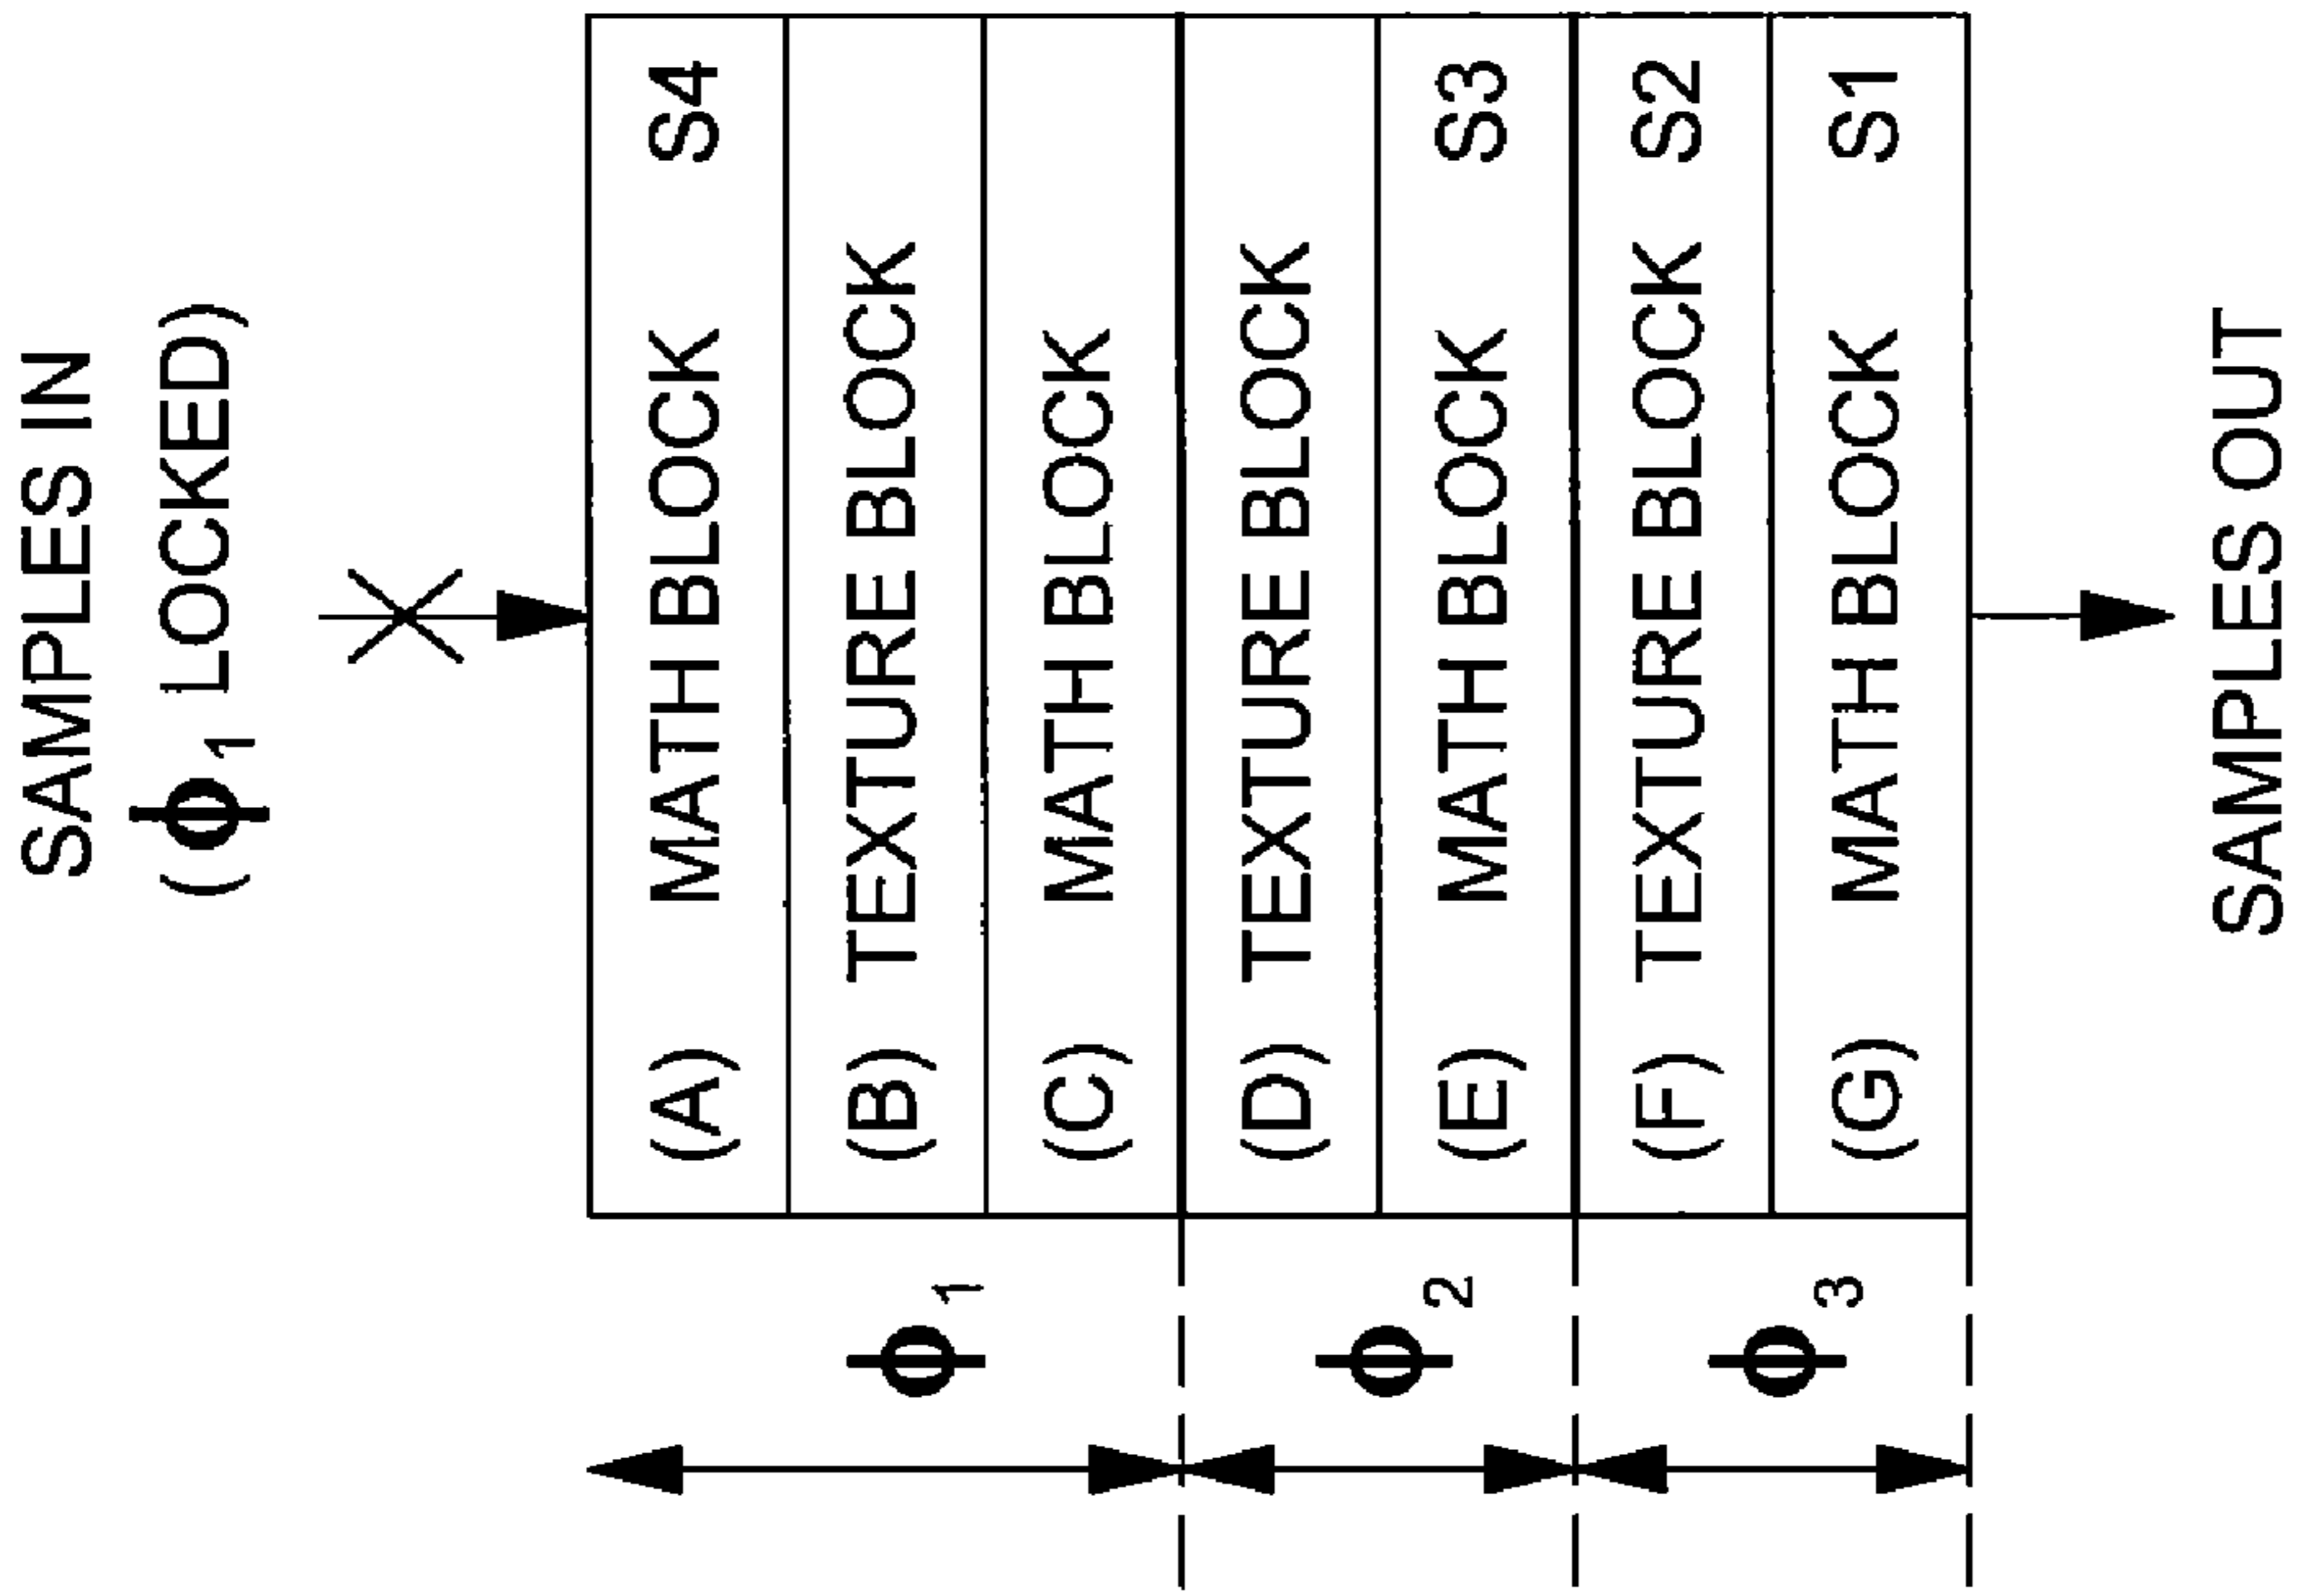 SAMPLES IN
(ϕ1 LOCKED)
ϕ1
(A) MATH BLOCK S4
(B) TEXTURE BLOCK
(C) MATH BLOCK
ϕ2
(D) TEXTURE BLOCK
(E) MATH BLOCK S3
ϕ3
(F) TEXTURE BLOCK S2
(G) MATH BLOCK S1
SAMPLES OUT